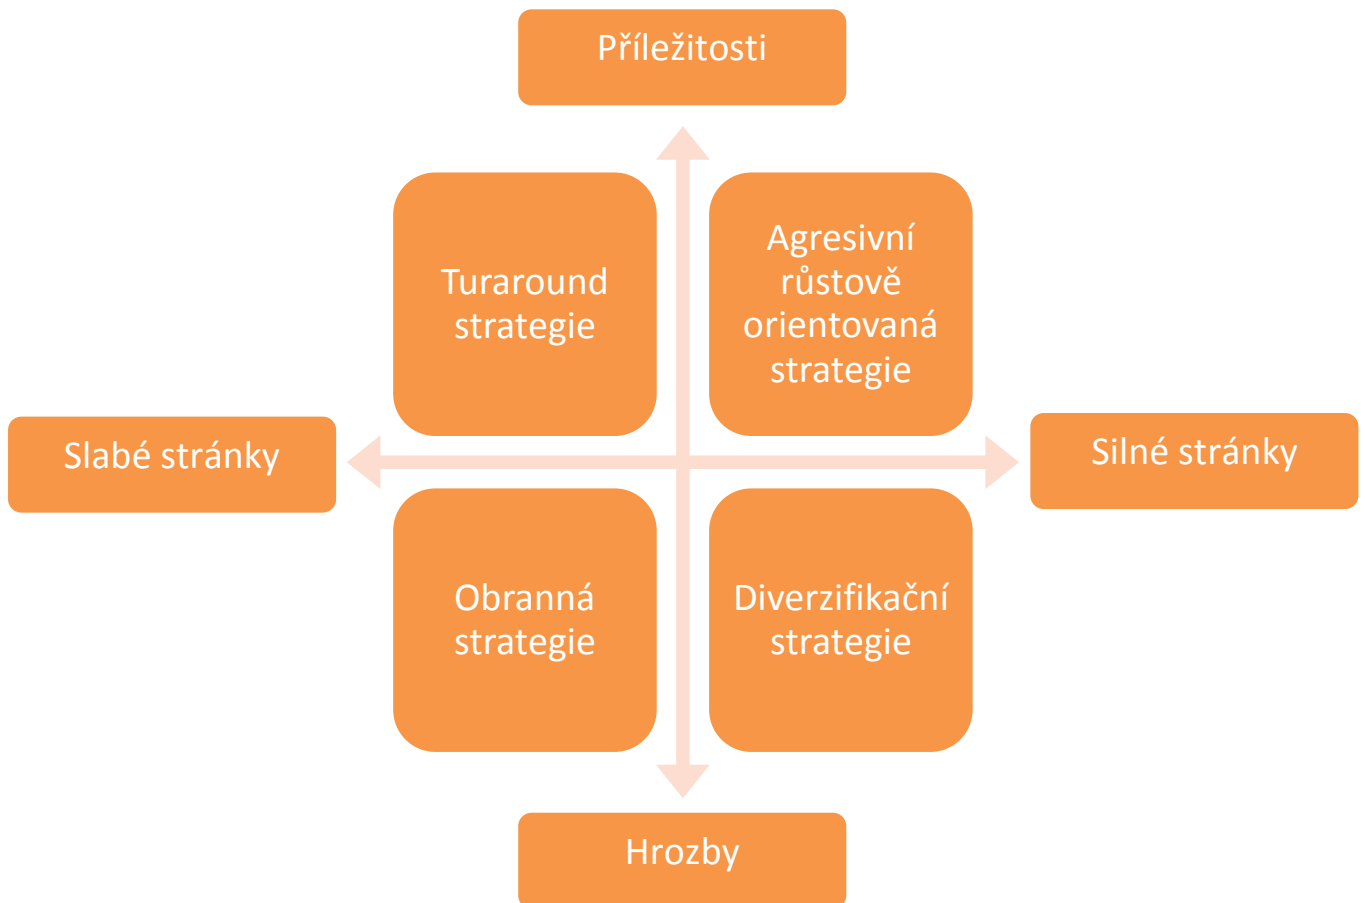 Příležitosti
Turaround
strategie
Agresivní
růstově
orientovaná
strategie
Slabé stránky
Silné stránky
Obranná
strategie
Diverzifikační
strategie
Hrozby